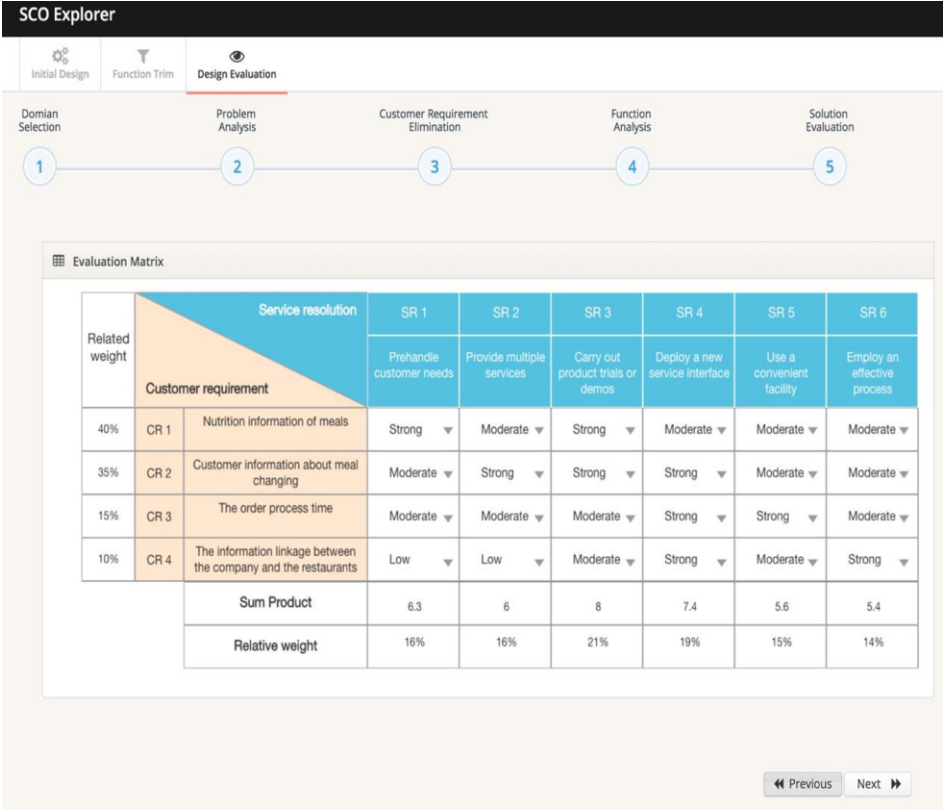 SCO Explorer
Initial Design
Function Trim
Design Evaluation
Domian
Selection
Problem
Analysis
Customer Requirement
Elimination
Function
Analysis
Solution
Evaluation
1
2
3
4
5
Evaluation Matrix
Related
weight
Service resolution
Customer requirement
SR 1
SR 2
SR 3
SR 4
SR 5
SR 6
Prehandle
customer needs
Provide multiple
services
Carry out
product trials or
demos
Deploy a new
service interface
Use a
convenient
facility
Employ an
effective
process
40% CR 1 Nutrition information of meals Strong Moderate Strong Moderate Moderate Moderate
35% CR 2 Customer information about meal
changing Moderate Strong Strong Strong Moderate Moderate
15% CR 3 The order process time Moderate Moderate Moderate Strong Strong Moderate
10% CR 4 The information linkage between
the company and the restaurants Low Low Moderate Strong Moderate Strong
Sum Product 6.3 6 8 7.4 5.6 5.4
Relative weight 16% 16% 21% 19% 15% 14%
Previous
Next